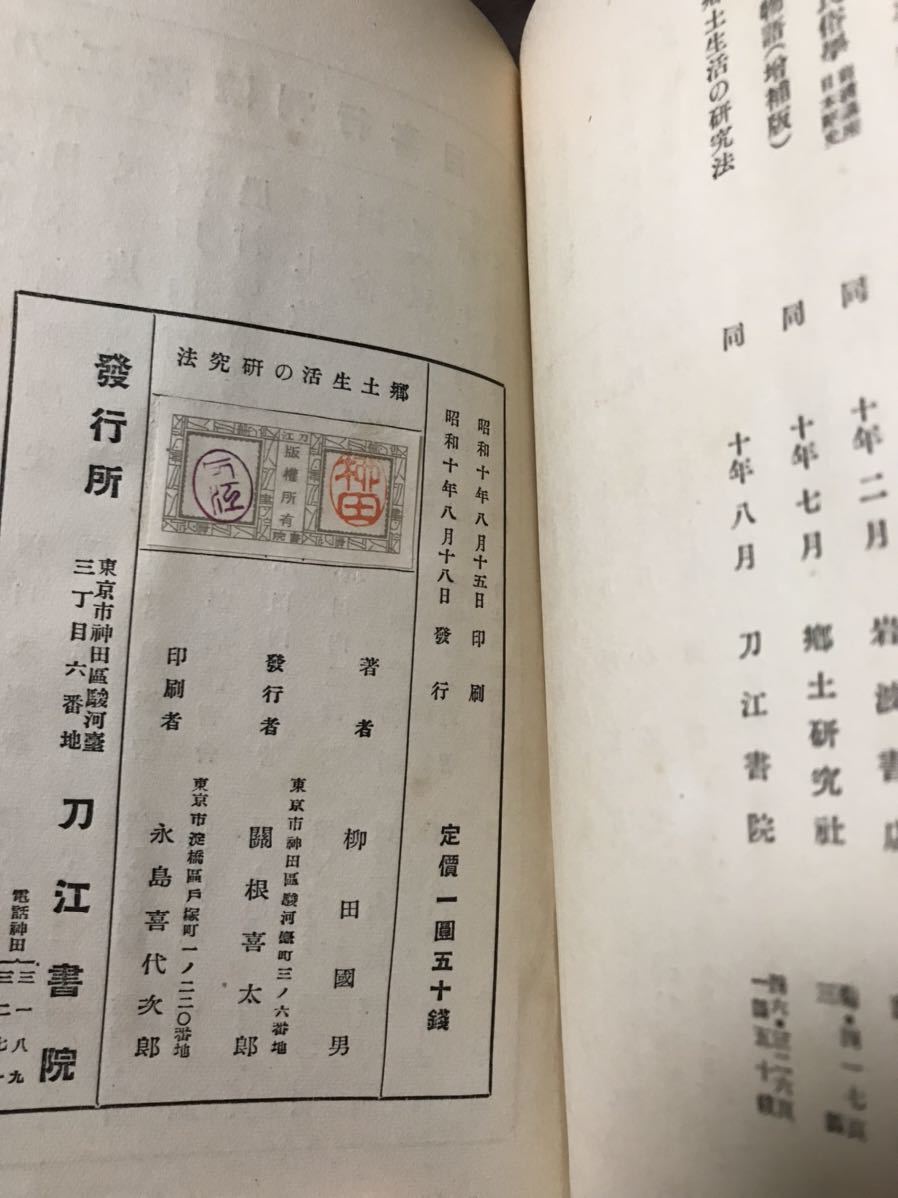 民俗學
物語（増補版）
郷土生活の研究法
同 十年二月 岩波書店
同 十年七月 郷土研究社
同 十年八月 刀江書院
昭和十年八月十五日 印刷
昭和十年八月十八日 發行
定價一圓五十錢
郷土生活の研究法
版權所有
刀江
書院
柳田
著者 柳田國男
東京市神田區駿河臺町三ノ六番地
發行者 關根喜太郎
東京市淀橋區戶塚町一ノ二二〇番地
印刷者 永島喜代次郎
發行所
東京市神田區駿河臺
三丁目六番地
刀江書院
電話神田